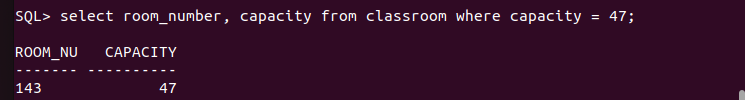 SQL> select room_number, capacity from classroom where capacity = 47;
ROOM_NU   CAPACITY
------- ----------
143             47